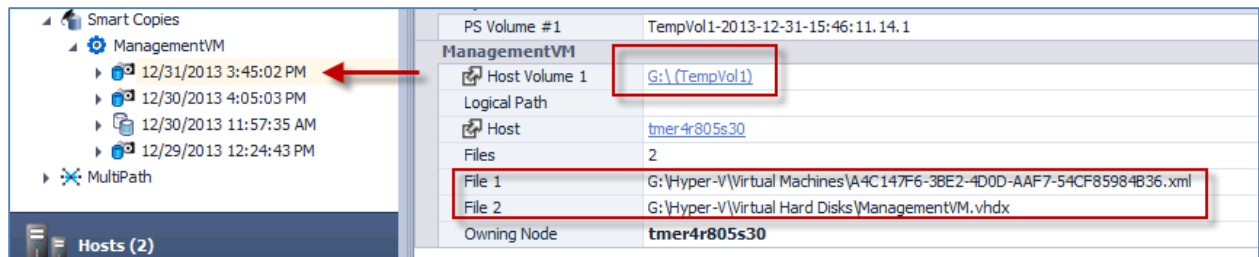 Smart Copies
ManagementVM
12/31/2013 3:45:02 PM
12/30/2013 4:05:03 PM
12/30/2013 11:57:35 AM
12/29/2013 12:24:43 PM
MultiPath
Hosts (2)
PS Volume #1 TempVol1-2013-12-31-15:46:11.14.1
ManagementVM
Host Volume 1 G:\ (TempVol1)
Logical Path
Host tmer4r805s30
Files 2
File 1 G:\Hyper-V\Virtual Machines\A4C147F6-3BE2-4D0D-AAF7-54CF85984B36.xml
File 2 G:\Hyper-V\Virtual Hard Disks\ManagementVM.vhdx
Owning Node tmer4r805s30